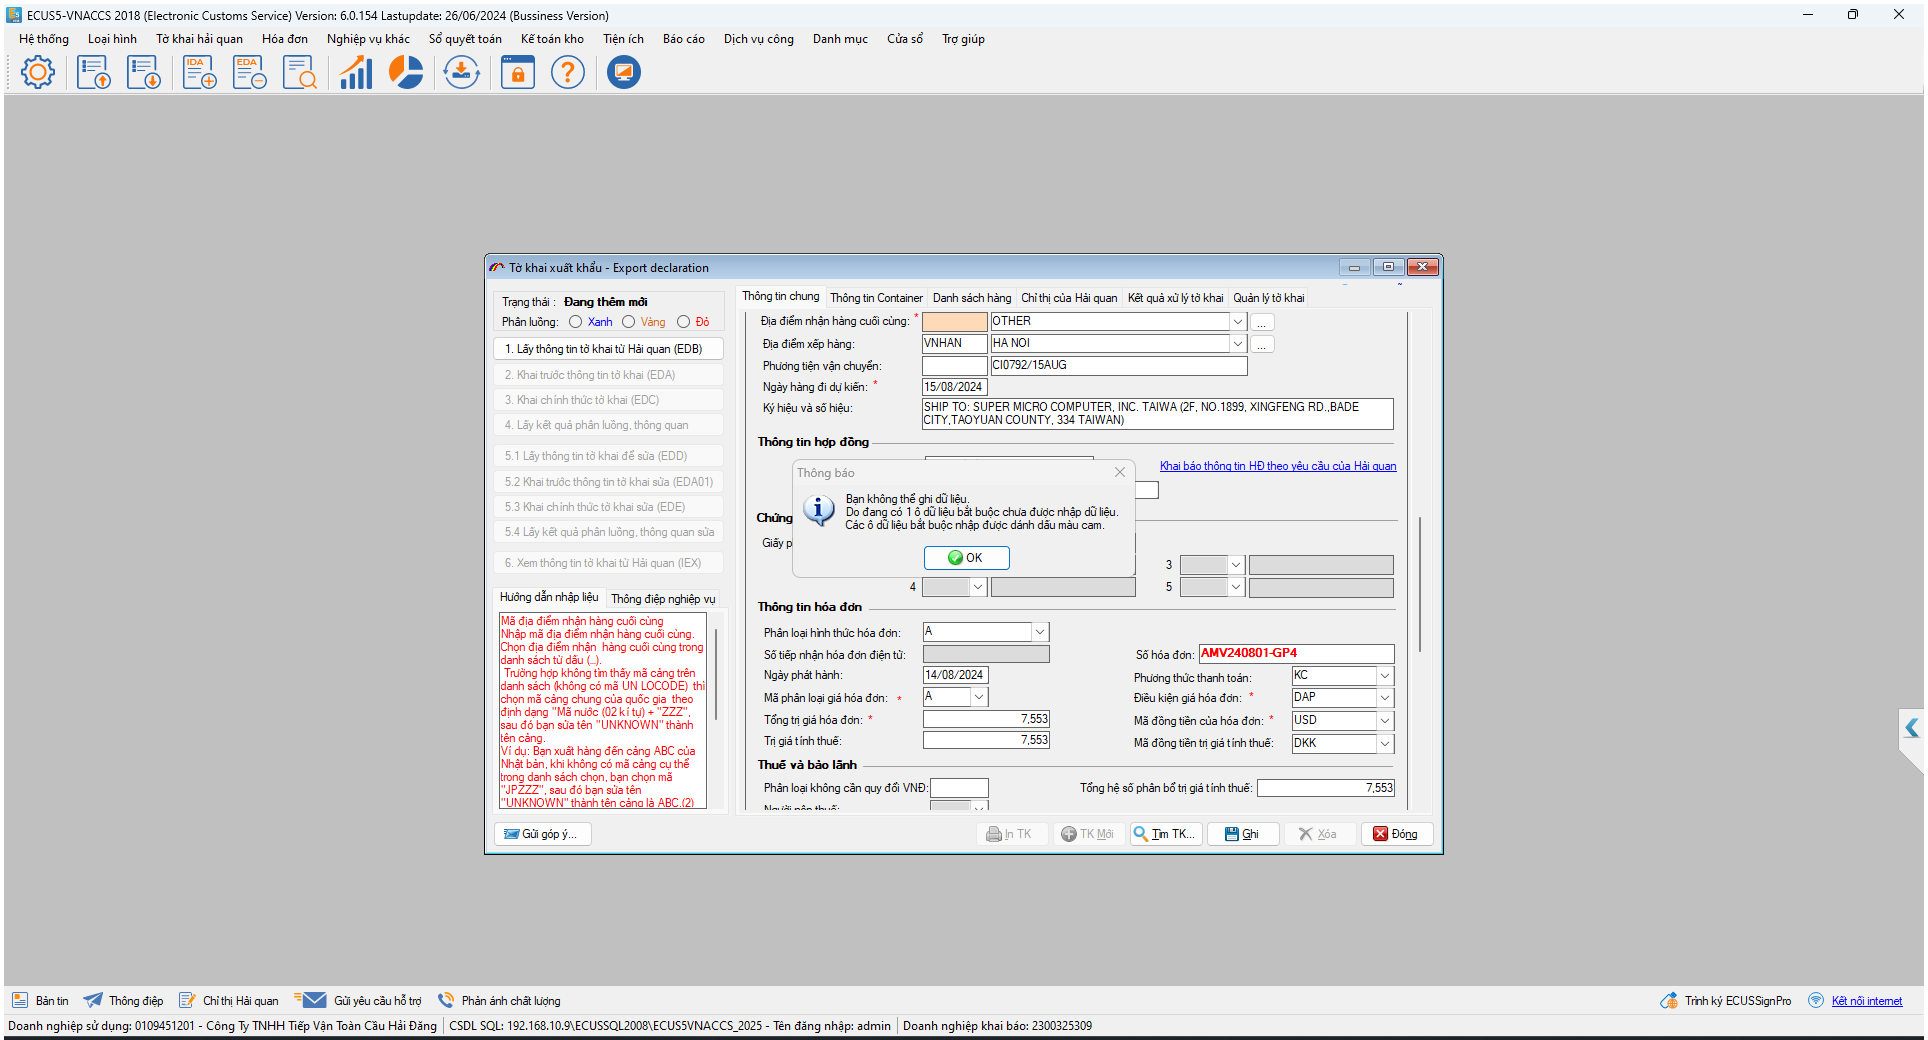 ECUS5-VNACCS 2018 (Electronic Customs Service) Version: 6.0.154 Lastupdate: 26/06/2024 (Bussiness Version)
Hệ thống Loại hình Tờ khai hải quan Hóa đơn Nghiệp vụ khác Sổ quyết toán Kế toán kho Tiện ích Báo cáo Dịch vụ công Danh mục Cửa sổ Trợ giúp
IDA EDA
Tờ khai xuất khẩu - Export declaration
Trạng thái : Đang thêm mới
Phân luồng: Xanh Vàng Đỏ
1. Lấy thông tin tờ khai từ Hải quan (EDB)
2. Khai trước thông tin tờ khai (EDA)
3. Khai chính thức tờ khai (EDC)
4. Lấy kết quả phân luồng, thông quan
5.1 Lấy thông tin tờ khai để sửa (EDD)
5.2 Khai trước thông tin tờ khai sửa (EDA01)
5.3 Khai chính thức tờ khai sửa (EDE)
5.4 Lấy kết quả phân luồng, thông quan sửa
6. Xem thông tin tờ khai từ Hải quan (IEX)
Hướng dẫn nhập liệu Thông điệp nghiệp vụ
Mã địa điểm nhận hàng cuối cùng
Nhập mã địa điểm nhận hàng cuối cùng.
Chọn địa điểm nhận hàng cuối cùng trong
danh sách từ dấu (...).
Trường hợp không tìm thấy mã cảng trên
danh sách (không có mã UN LOCODE) thì
chọn mã cảng chung của quốc gia theo
định dạng "Mã nước (02 kí tự) + "ZZZ",
sau đó bạn sửa tên "UNKNOWN" thành
tên cảng.
Ví dụ: Bạn xuất hàng đến cảng ABC của
Nhật bản, khi không có mã cảng cụ thể
trong danh sách chọn, bạn chọn mã
"JPZZZ", sau đó bạn sửa tên
"UNKNOWN" thành tên cảng là ABC.(2)
Gửi góp ý...
Thông tin chung Thông tin Container Danh sách hàng Chỉ thị của Hải quan Kết quả xử lý tờ khai Quản lý tờ khai
Địa điểm nhận hàng cuối cùng: * OTHER ...
Địa điểm xếp hàng: VNHAN HA NOI ...
Phương tiện vận chuyển: CI0792/15AUG
Ngày hàng đi dự kiến: * 15/08/2024
Ký hiệu và số hiệu: SHIP TO: SUPER MICRO COMPUTER, INC. TAIWA (2F, NO.1899, XINGFENG RD.,BADE
CITY,TAOYUAN COUNTY, 334 TAIWAN)
Thông tin hợp đồng
Khai báo thông tin HĐ theo yêu cầu của Hải quan
Thông báo
Bạn không thể ghi dữ liệu.
Do đang có 1 ô dữ liệu bắt buộc chưa được nhập dữ liệu.
Các ô dữ liệu bắt buộc nhập được dánh dấu màu cam.
OK
Chứng
Giấy p
3
4 5
Thông tin hóa đơn
Phân loại hình thức hóa đơn: A
Số tiếp nhận hóa đơn điện tử: Số hóa đơn: AMV240801-GP4
Ngày phát hành: 14/08/2024 Phương thức thanh toán: KC
Mã phân loại giá hóa đơn: * A Điều kiện giá hóa đơn: * DAP
Tổng trị giá hóa đơn: * 7,553 Mã đồng tiền của hóa đơn: * USD
Trị giá tính thuế: 7,553 Mã đồng tiền trị giá tính thuế: DKK
Thuế và bảo lãnh
Phân loại không cần quy đổi VNĐ: Tổng hệ số phân bổ trị giá tính thuế: 7,553
Người nộp thuế:
In TK TK Mới Tìm TK... Ghi Xóa Đóng
Bản tin Thông điệp Chỉ thị Hải quan Gửi yêu cầu hỗ trợ Phản ánh chất lượng Trình ký ECUSSignPro Kết nối internet
Doanh nghiệp sử dụng: 0109451201 - Công Ty TNHH Tiếp Vận Toàn Cầu Hải Đăng CSDL SQL: 192.168.10.9\ECUSSQL2008\ECUS5VNACCS_2025 - Tên đăng nhập: admin Doanh nghiệp khai báo: 2300325309